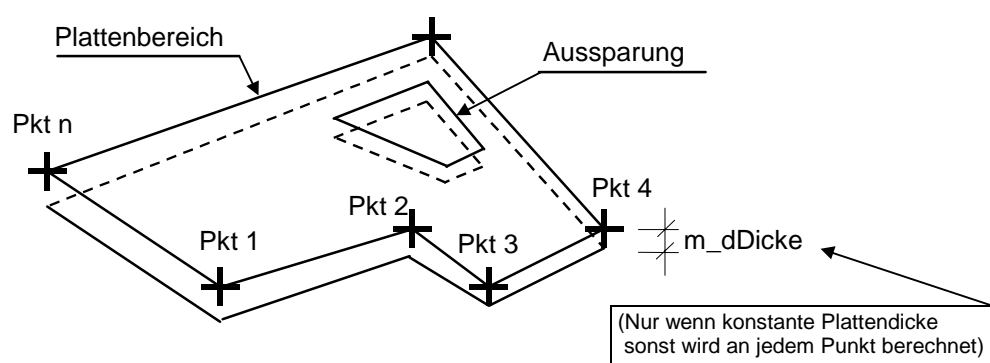 Plattenbereich
Aussparung
Pkt n
Pkt 4
Pkt 2
Pkt 1
Pkt 3
m_dDicke
(Nur wenn konstante Plattendicke
sonst wird an jedem Punkt berechnet)